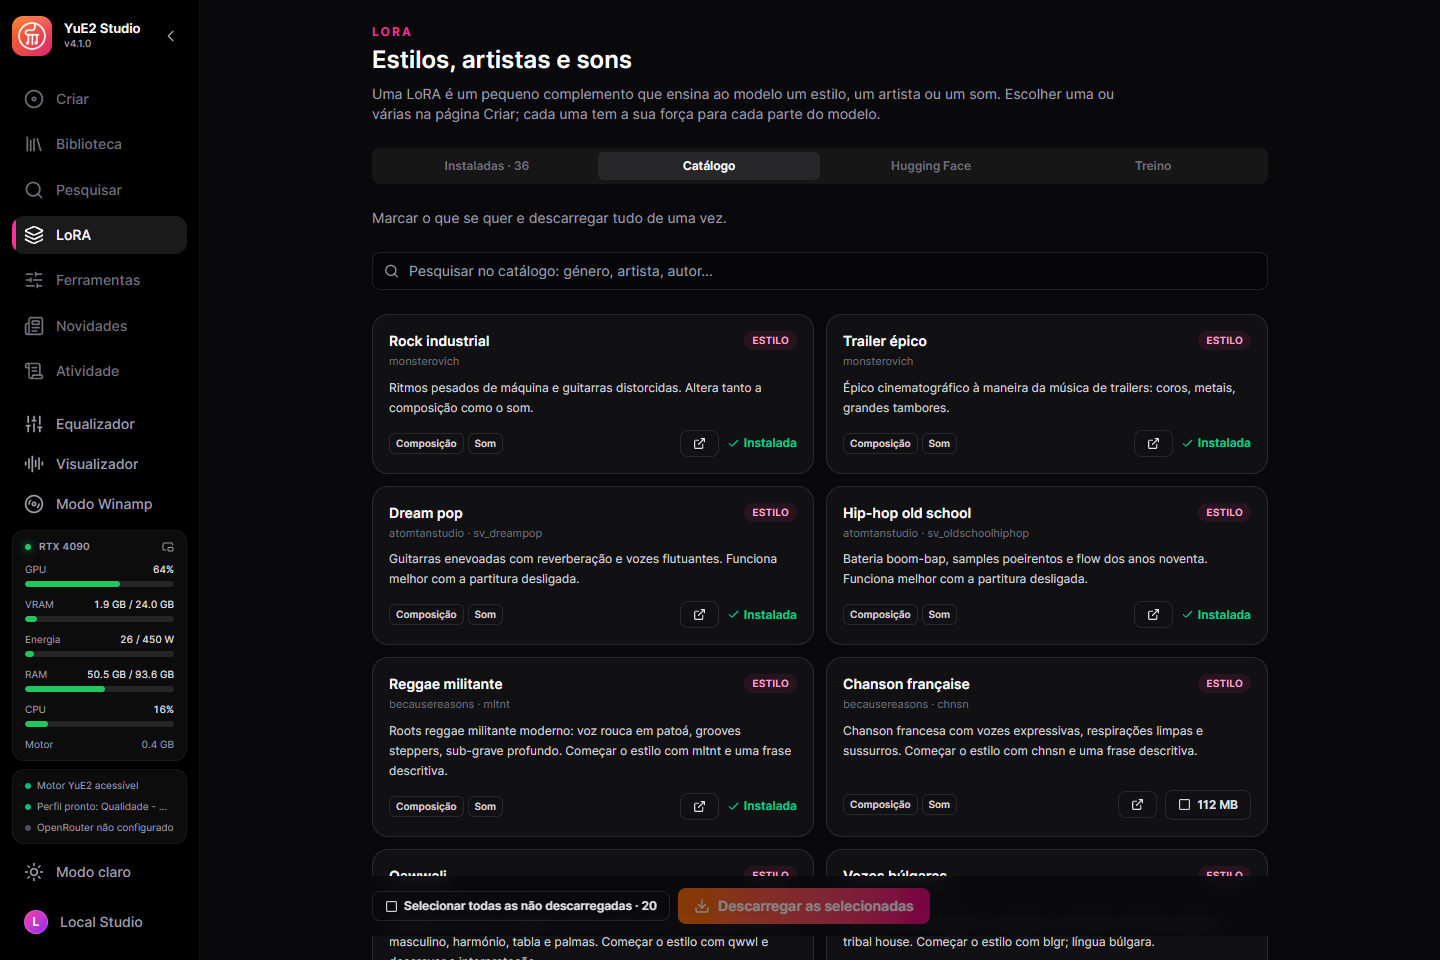 YuE2 Studio
v4.1.0
Criar
Biblioteca
Pesquisar
LoRA
Ferramentas
Novidades
Atividade
Equalizador
Visualizador
Modo Winamp
RTX 4090
GPU 64%
VRAM 1.9 GB / 24.0 GB
Energia 26 / 450 W
RAM 50.5 GB / 93.6 GB
CPU 16%
Motor 0.4 GB
Motor YuE2 acessível
Perfil pronto: Qualidade - ...
OpenRouter não configurado
Modo claro
L Local Studio
LORA
Estilos, artistas e sons
Uma LoRA é um pequeno complemento que ensina ao modelo um estilo, um artista ou um som. Escolher uma ou
várias na página Criar; cada uma tem a sua força para cada parte do modelo.
Instaladas · 36 Catálogo Hugging Face Treino
Marcar o que se quer e descarregar tudo de uma vez.
Pesquisar no catálogo: género, artista, autor...
Rock industrial ESTILO
monsterovich
Ritmos pesados de máquina e guitarras distorcidas. Altera tanto a
composição como o som.
Composição Som Instalada
Trailer épico ESTILO
monsterovich
Épico cinematográfico à maneira da música de trailers: coros, metais,
grandes tambores.
Composição Som Instalada
Dream pop ESTILO
atomtanstudio · sv_dreampop
Guitarras enevoadas com reverberação e vozes flutuantes. Funciona
melhor com a partitura desligada.
Composição Som Instalada
Hip-hop old school ESTILO
atomtanstudio · sv_oldschoolhiphop
Bateria boom-bap, samples poeirentos e flow dos anos noventa.
Funciona melhor com a partitura desligada.
Composição Som Instalada
Reggae militante ESTILO
becausereasons · mltnt
Roots reggae militante moderno: voz rouca em patoá, grooves
steppers, sub-grave profundo. Começar o estilo com mltnt e uma frase
descritiva.
Composição Som Instalada
Chanson française ESTILO
becausereasons · chnsn
Chanson francesa com vozes expressivas, respirações limpas e
sussurros. Começar o estilo com chnsn e uma frase descritiva.
Composição Som 112 MB
Qawwali ESTILO
masculino, harmónio, tabla e palmas. Começar o estilo com qwwl e
Vozes búlgaras ESTILO
tribal house. Começar o estilo com blgr; língua búlgara.
Selecionar todas as não descarregadas · 20
Descarregar as selecionadas